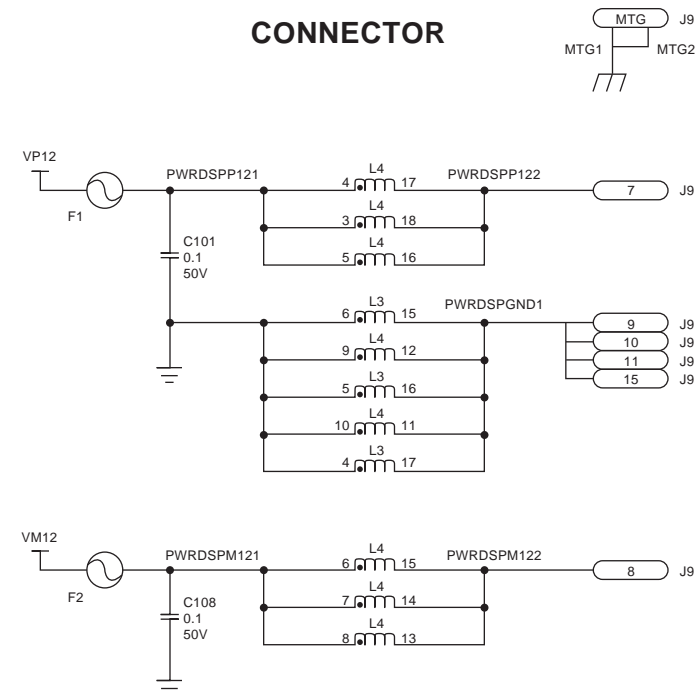 CONNECTOR
MTG J9
MTG1 MTG2
VP12
F1
PWRDSPP121
C101
0.1
50V
L4
4 17
L4
3 18
L4
5 16
PWRDSPP122
7 J9
L3
6 15
L4
9 12
L3
5 16
L4
10 11
L3
4 17
PWRDSPGND1
9 J9
10 J9
11 J9
15 J9
VM12
F2
PWRDSPM121
C108
0.1
50V
L4
6 15
L4
7 14
L4
8 13
PWRDSPM122
8 J9